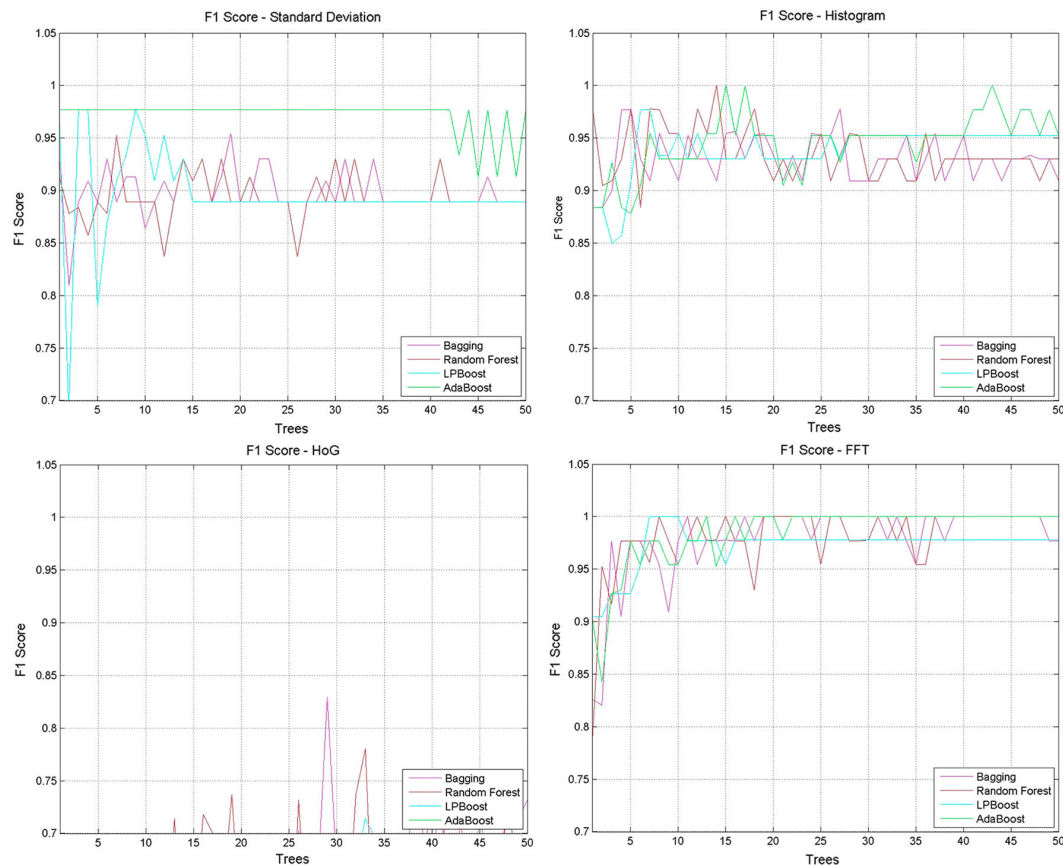 F1 Score - Standard Deviation
1.05
1
0.95
0.9
0.85
0.8
0.75
0.7
F1 Score
5 10 15 20 25 30 35 40 45 50
Trees
Bagging
Random Forest
LPBoost
AdaBoost
F1 Score - Histogram
1.05
1
0.95
0.9
0.85
0.8
0.75
0.7
F1 Score
5 10 15 20 25 30 35 40 45 50
Trees
Bagging
Random Forest
LPBoost
AdaBoost
F1 Score - HoG
1.05
1
0.95
0.9
0.85
0.8
0.75
0.7
F1 Score
5 10 15 20 25 30 35 40 45 50
Trees
Bagging
Random Forest
LPBoost
AdaBoost
F1 Score - FFT
1.05
1
0.95
0.9
0.85
0.8
0.75
0.7
F1 Score
5 10 15 20 25 30 35 40 45 50
Trees
Bagging
Random Forest
LPBoost
AdaBoost